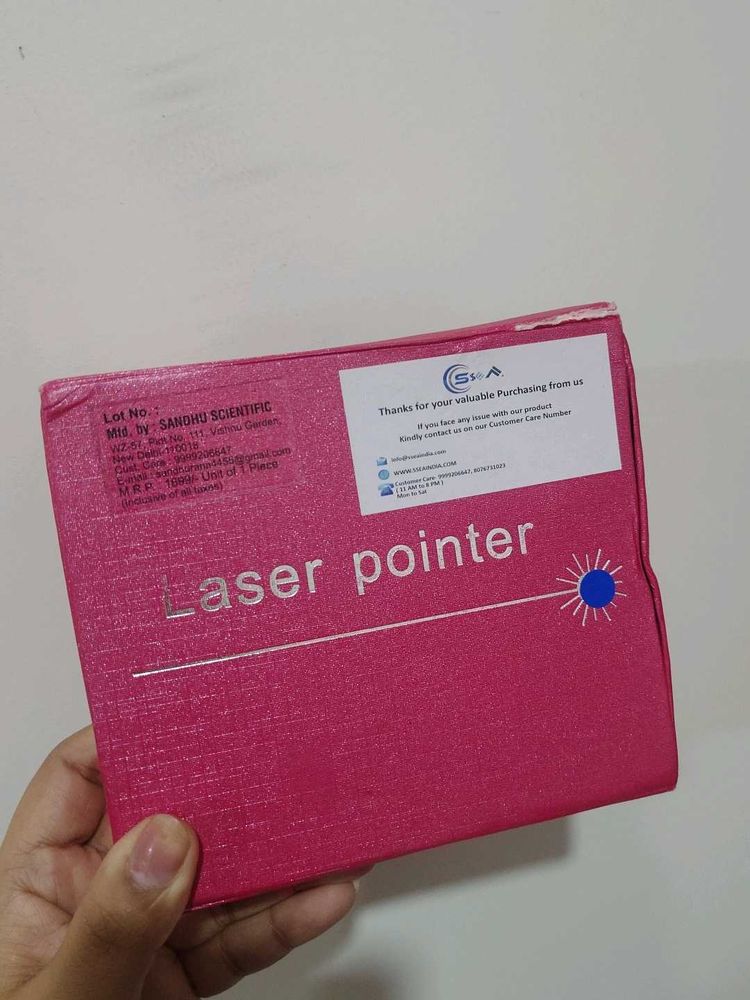 Lot No. :
Mfd. by : SANDHU SCIENTIFIC
WZ-57, Plot No. 111, Vishnu Garden,
New Delhi-110018
Cust. Care : 9999206647
E-mail :
M.R.P. 1699/- Unit of 1 Piece
(Inclusive of all taxes)
SSEA
Thanks for your valuable Purchasing from us
If you face any issue with our product
Kindly contact us on our Customer Care Number
info@sseaindia.com
WWW.SSEAINDIA.COM
Customer Care- 9999206647, 8076731023
( 11 AM to 8 PM )
Mon to Sat
Laser pointer